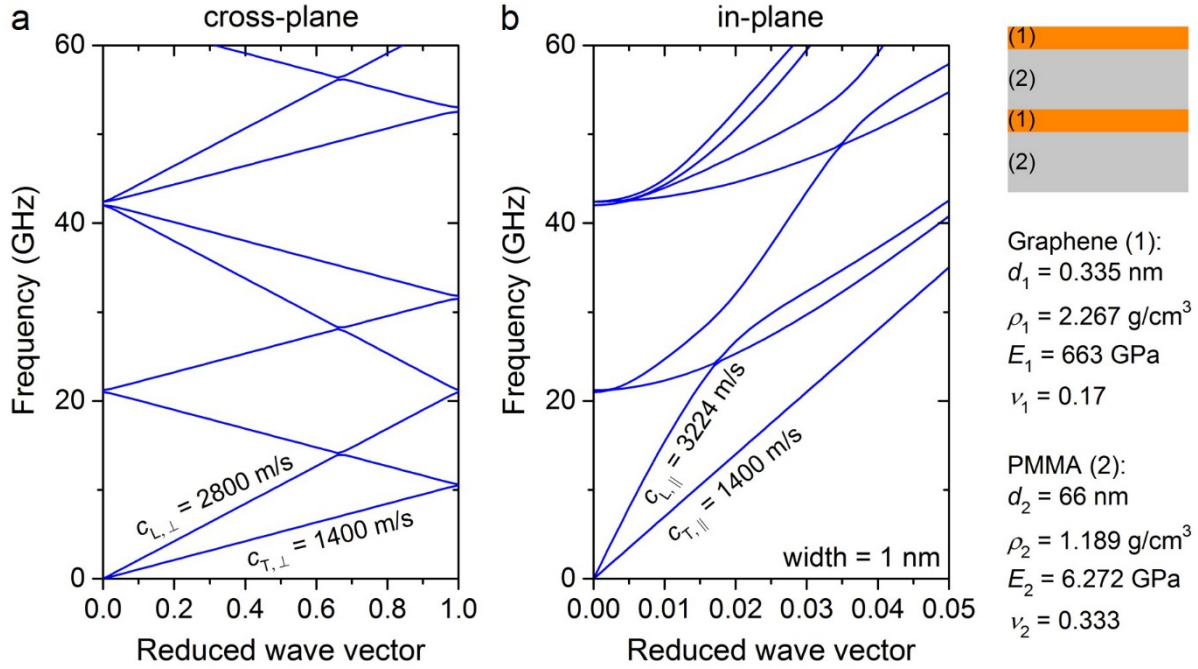 a
cross-plane
60
40
20
0
Frequency (GHz)
c_{L,⊥} = 2800 m/s
c_{T,⊥} = 1400 m/s
0.0 0.2 0.4 0.6 0.8 1.0
Reduced wave vector
b
in-plane
60
40
20
0
Frequency (GHz)
c_{L,∥} = 3224 m/s
c_{T,∥} = 1400 m/s
width = 1 nm
0.00 0.01 0.02 0.03 0.04 0.05
Reduced wave vector
(1)
(2)
(1)
(2)
Graphene (1):
d₁ = 0.335 nm
ρ₁ = 2.267 g/cm³
E₁ = 663 GPa
ν₁ = 0.17
PMMA (2):
d₂ = 66 nm
ρ₂ = 1.189 g/cm³
E₂ = 6.272 GPa
ν₂ = 0.333